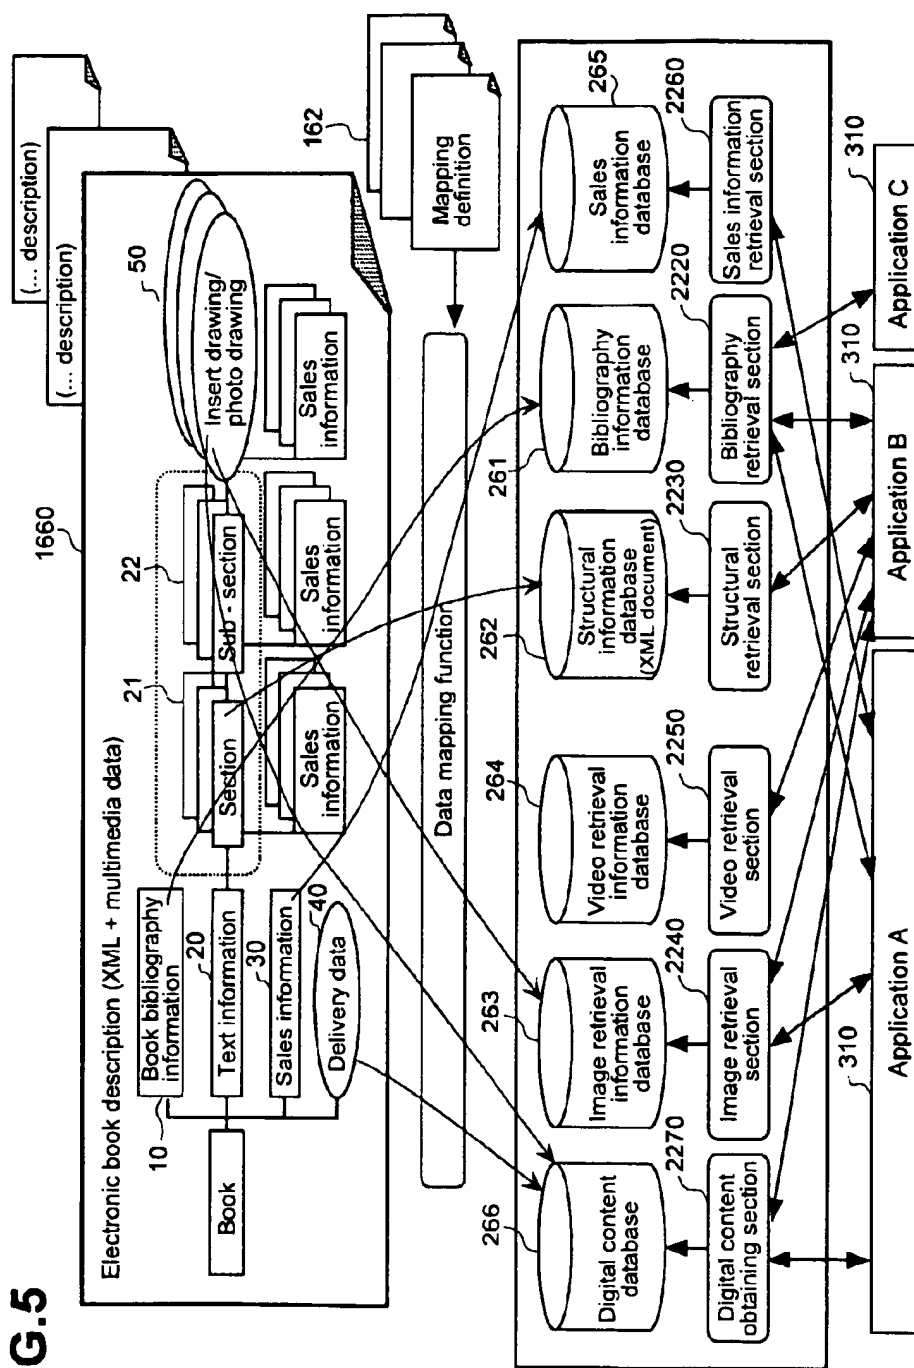 G.5
(... description)
(... description)
1660
Electronic book description (XML + multimedia data)
Book
10
Book bibliography
information
20
Text information
30
Sales information
40
Delivery data
21
Section
22
Sub - section
50
Insert drawing/
photo drawing
Sales
information
Sales
information
Sales
information
162
Mapping
definition
Data mapping function
266
Digital content
database
263
Image retrieval
information
database
264
Video retrieval
information
database
262
Structural
information
database
(XML document)
261
Bibliography
information
database
265
Sales
information
database
2270
Digital content
obtaining section
2240
Image retrieval
section
2250
Video retrieval
section
2230
Structural
retrieval section
2220
Bibliography
retrieval section
2260
Sales information
retrieval section
310
Application A
310
Application B
310
Application C